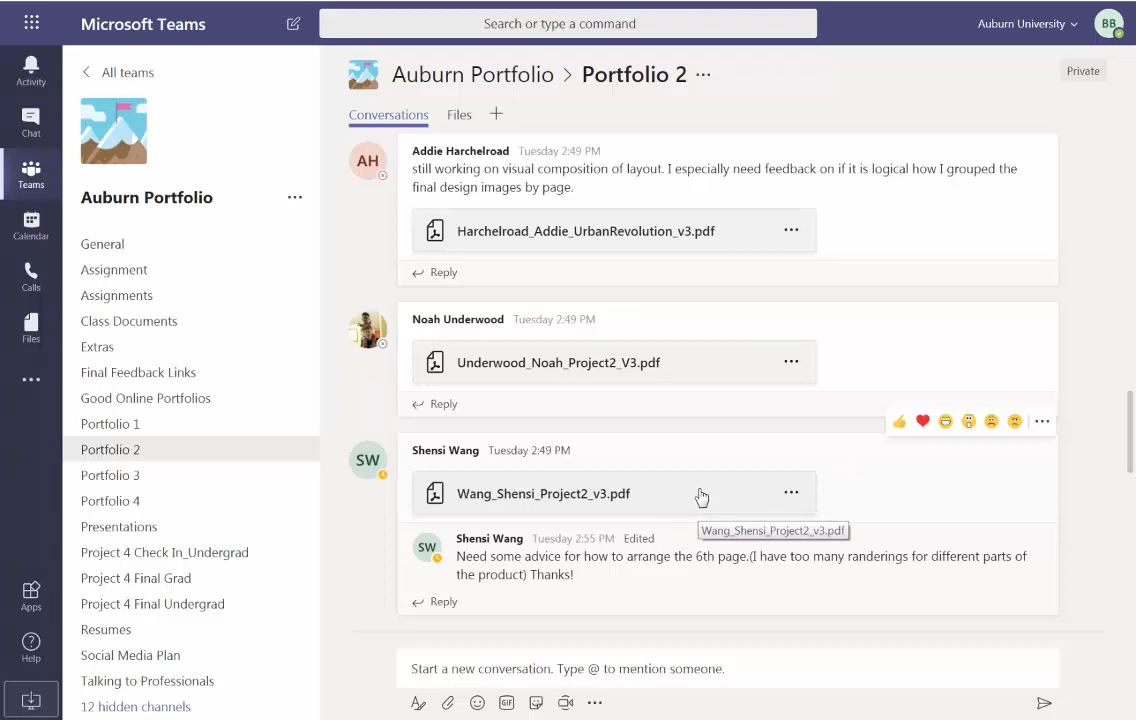 Microsoft Teams
Search or type a command
Auburn University
BB
Activity
Chat
Teams
Calendar
Calls
Files
Apps
Help
All teams
Auburn Portfolio
General
Assignment
Assignments
Class Documents
Extras
Final Feedback Links
Good Online Portfolios
Portfolio 1
Portfolio 2
Portfolio 3
Portfolio 4
Presentations
Project 4 Check In_Undergrad
Project 4 Final Grad
Project 4 Final Undergrad
Resumes
Social Media Plan
Talking to Professionals
12 hidden channels
Auburn Portfolio > Portfolio 2
Private
Conversations Files
AH
Addie Harchelroad Tuesday 2:49 PM
still working on visual composition of layout. I especially need feedback on if it is logical how I grouped the
final design images by page.
Harchelroad_Addie_UrbanRevolution_v3.pdf
Reply
Noah Underwood Tuesday 2:49 PM
Underwood_Noah_Project2_V3.pdf
Reply
SW
Shensi Wang Tuesday 2:49 PM
Wang_Shensi_Project2_v3.pdf
Wang_Shensi_Project2_v3.pdf
SW
Shensi Wang Tuesday 2:55 PM Edited
Need some advice for how to arrange the 6th page.(I have too many randerings for different parts of
the product) Thanks!
Reply
Start a new conversation. Type @ to mention someone.
GIF